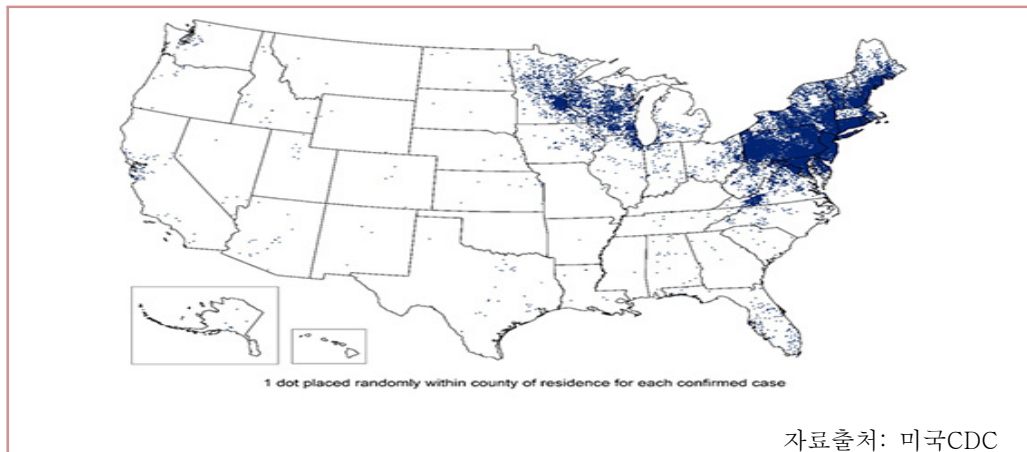 1 dot placed randomly within county of residence for each confirmed case
자료출처: 미국CDC